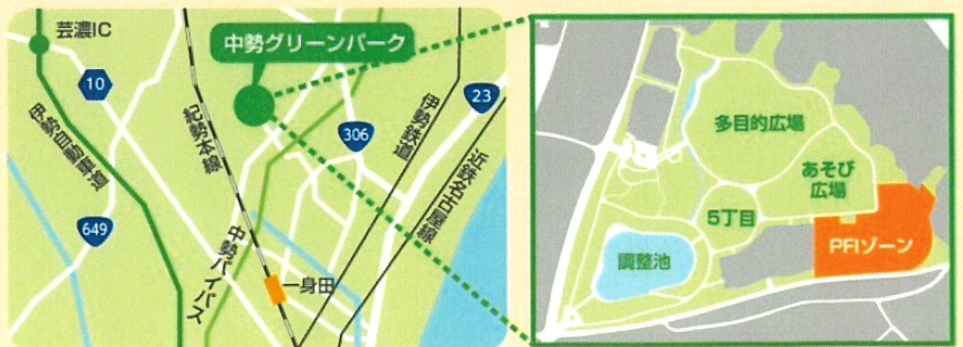 芸濃IC
中勢グリーンパーク
10
紀勢本線
伊勢鉄道
23
306
伊勢自動車道
近鉄名古屋線
649
中勢バイパス
一身田
多目的広場
あそび
広場
5丁目
PFIゾーン
調整池